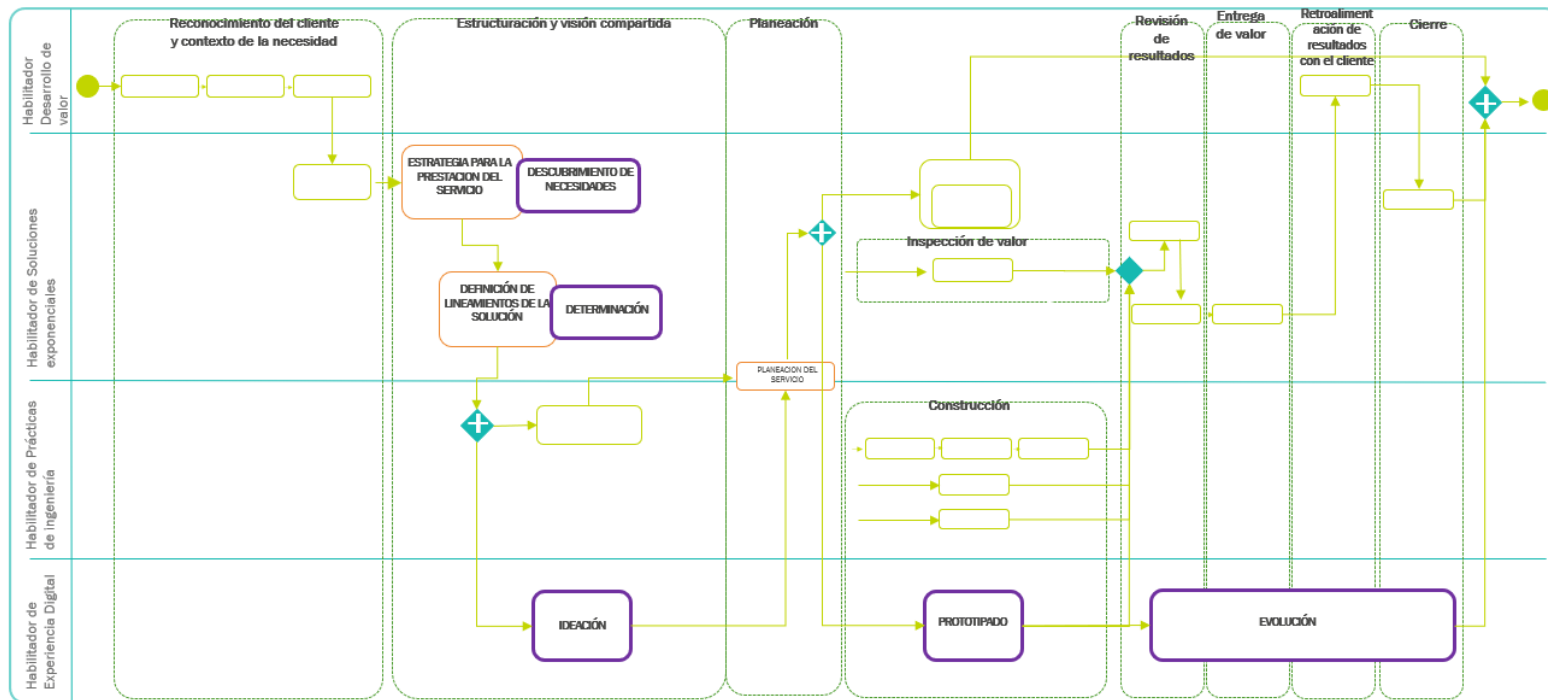 Reconocimiento del cliente
y contexto de la necesidad
Estructuración y visión compartida
Planeación
Revisión
de
resultados
Entrega
de valor
Retroaliment
ación de
resultados
con el cliente
Cierre
Habilitador
Desarrollo de
valor
Habilitador de Soluciones
exponenciales
ESTRATEGIA PARA LA
PRESTACION DEL
SERVICIO
DESCUBRIMIENTO DE
NECESIDADES
Inspección de valor
DEFINICIÓN DE
LINEAMIENTOS DE LA
SOLUCIÓN
DETERMINACIÓN
PLANEACION DEL
SERVICIO
Habilitador de Prácticas
de ingeniería
Construcción
Habilitador de
Experiencia Digital
IDEACIÓN
PROTOTIPADO
EVOLUCIÓN